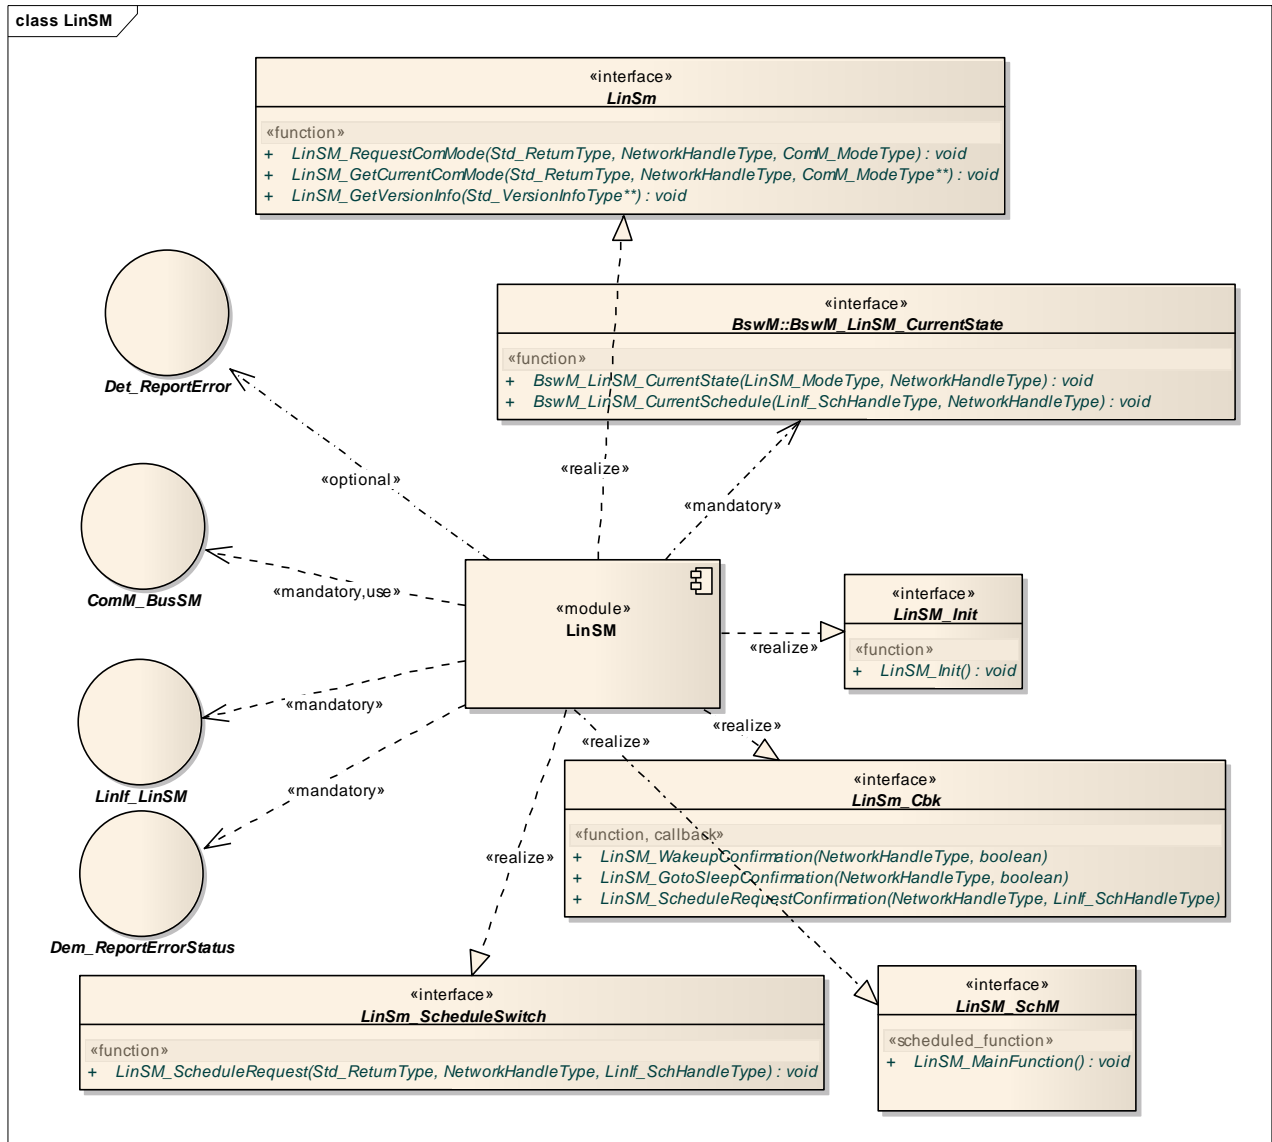 class LinSM
«interface»
LinSm
«function»
+ LinSM_RequestComMode(Std_ReturnType, NetworkHandleType, ComM_ModeType) : void
+ LinSM_GetCurrentComMode(Std_ReturnType, NetworkHandleType, ComM_ModeType**) : void
+ LinSM_GetVersionInfo(Std_VersionInfoType**) : void
«interface»
BswM::BswM_LinSM_CurrentState
«function»
+ BswM_LinSM_CurrentState(LinSM_ModeType, NetworkHandleType) : void
+ BswM_LinSM_CurrentSchedule(LinIf_SchHandleType, NetworkHandleType) : void
Det_ReportError
«realize»
«optional»
«mandatory»
ComM_BusSM
«mandatory,use»
«module»
LinSM
«interface»
LinSM_Init
«function»
+ LinSM_Init() : void
«realize»
LinIf_LinSM
«mandatory»
«realize»
«realize»
«interface»
LinSm_Cbk
«function, callback»
+ LinSM_WakeupConfirmation(NetworkHandleType, boolean)
+ LinSM_GotoSleepConfirmation(NetworkHandleType, boolean)
+ LinSM_ScheduleRequestConfirmation(NetworkHandleType, LinIf_SchHandleType)
«mandatory»
«realize»
Dem_ReportErrorStatus
«interface»
LinSm_ScheduleSwitch
«function»
+ LinSM_ScheduleRequest(Std_ReturnType, NetworkHandleType, LinIf_SchHandleType) : void
«interface»
LinSM_SchM
«scheduled_function»
+ LinSM_MainFunction() : void